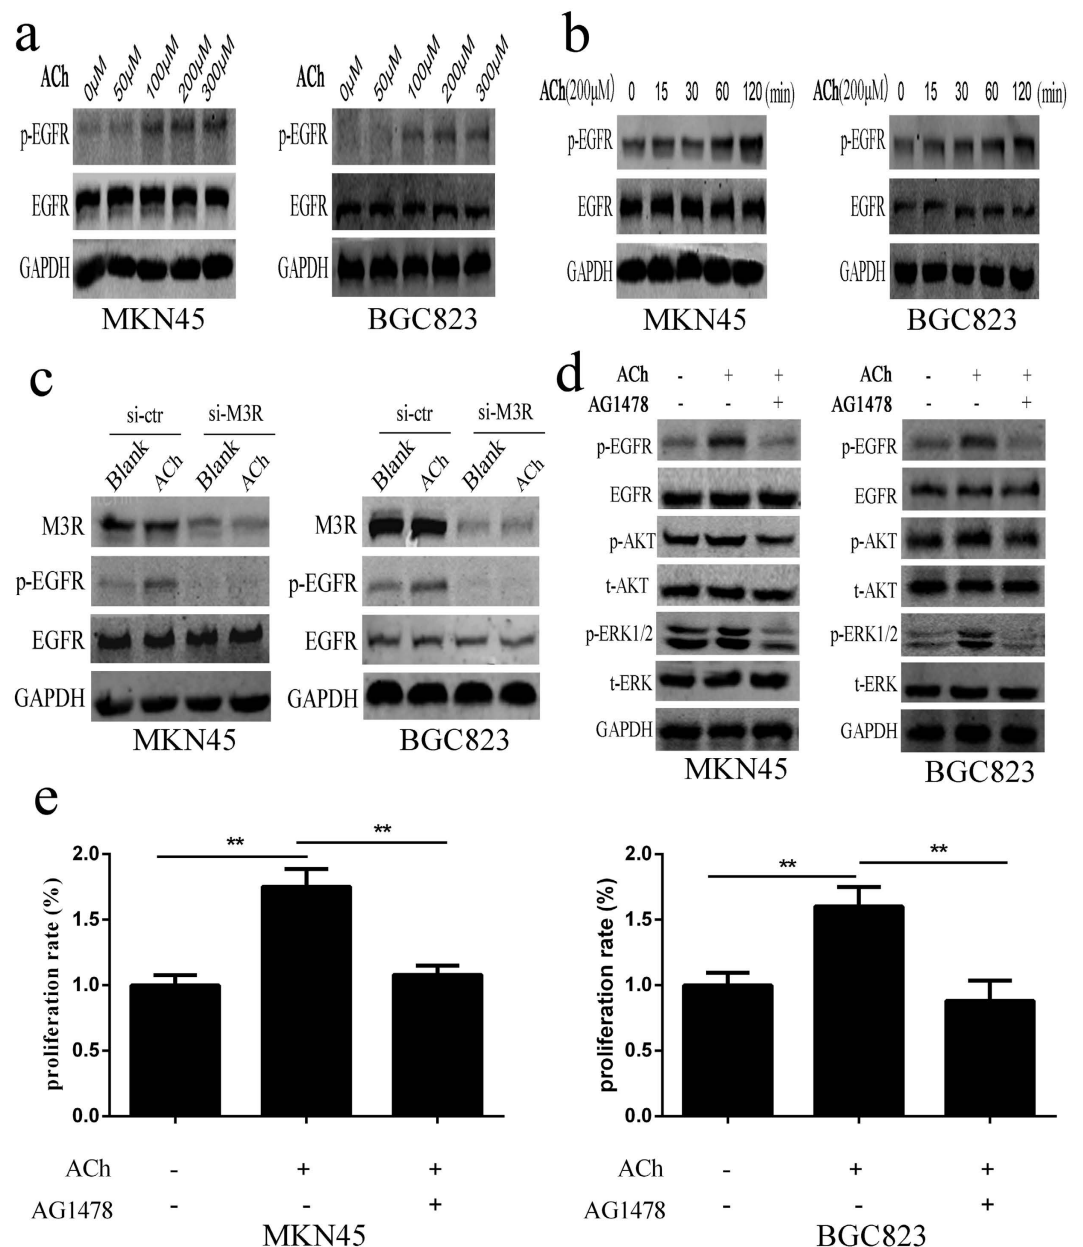 a
ACh 0μM 50μM 100μM 200μM 300μM
p-EGFR
EGFR
GAPDH
MKN45
ACh 0μM 50μM 100μM 200μM 300μM
p-EGFR
EGFR
GAPDH
BGC823
b
ACh(200μM) 0 15 30 60 120 (min)
p-EGFR
EGFR
GAPDH
MKN45
ACh(200μM) 0 15 30 60 120 (min)
p-EGFR
EGFR
GAPDH
BGC823
c
si-ctr si-M3R
Blank ACh Blank ACh
M3R
p-EGFR
EGFR
GAPDH
MKN45
si-ctr si-M3R
Blank ACh Blank ACh
M3R
p-EGFR
EGFR
GAPDH
BGC823
d
ACh - + +
AG1478 - - +
p-EGFR
EGFR
p-AKT
t-AKT
p-ERK1/2
t-ERK
GAPDH
MKN45
ACh - + +
AG1478 - - +
p-EGFR
EGFR
p-AKT
t-AKT
p-ERK1/2
t-ERK
GAPDH
BGC823
e
proliferation rate (%)
2.0
1.5
1.0
0.5
0.0
** **
ACh - + +
AG1478 - - +
MKN45
proliferation rate (%)
2.0
1.5
1.0
0.5
0.0
** **
ACh - + +
AG1478 - - +
BGC823